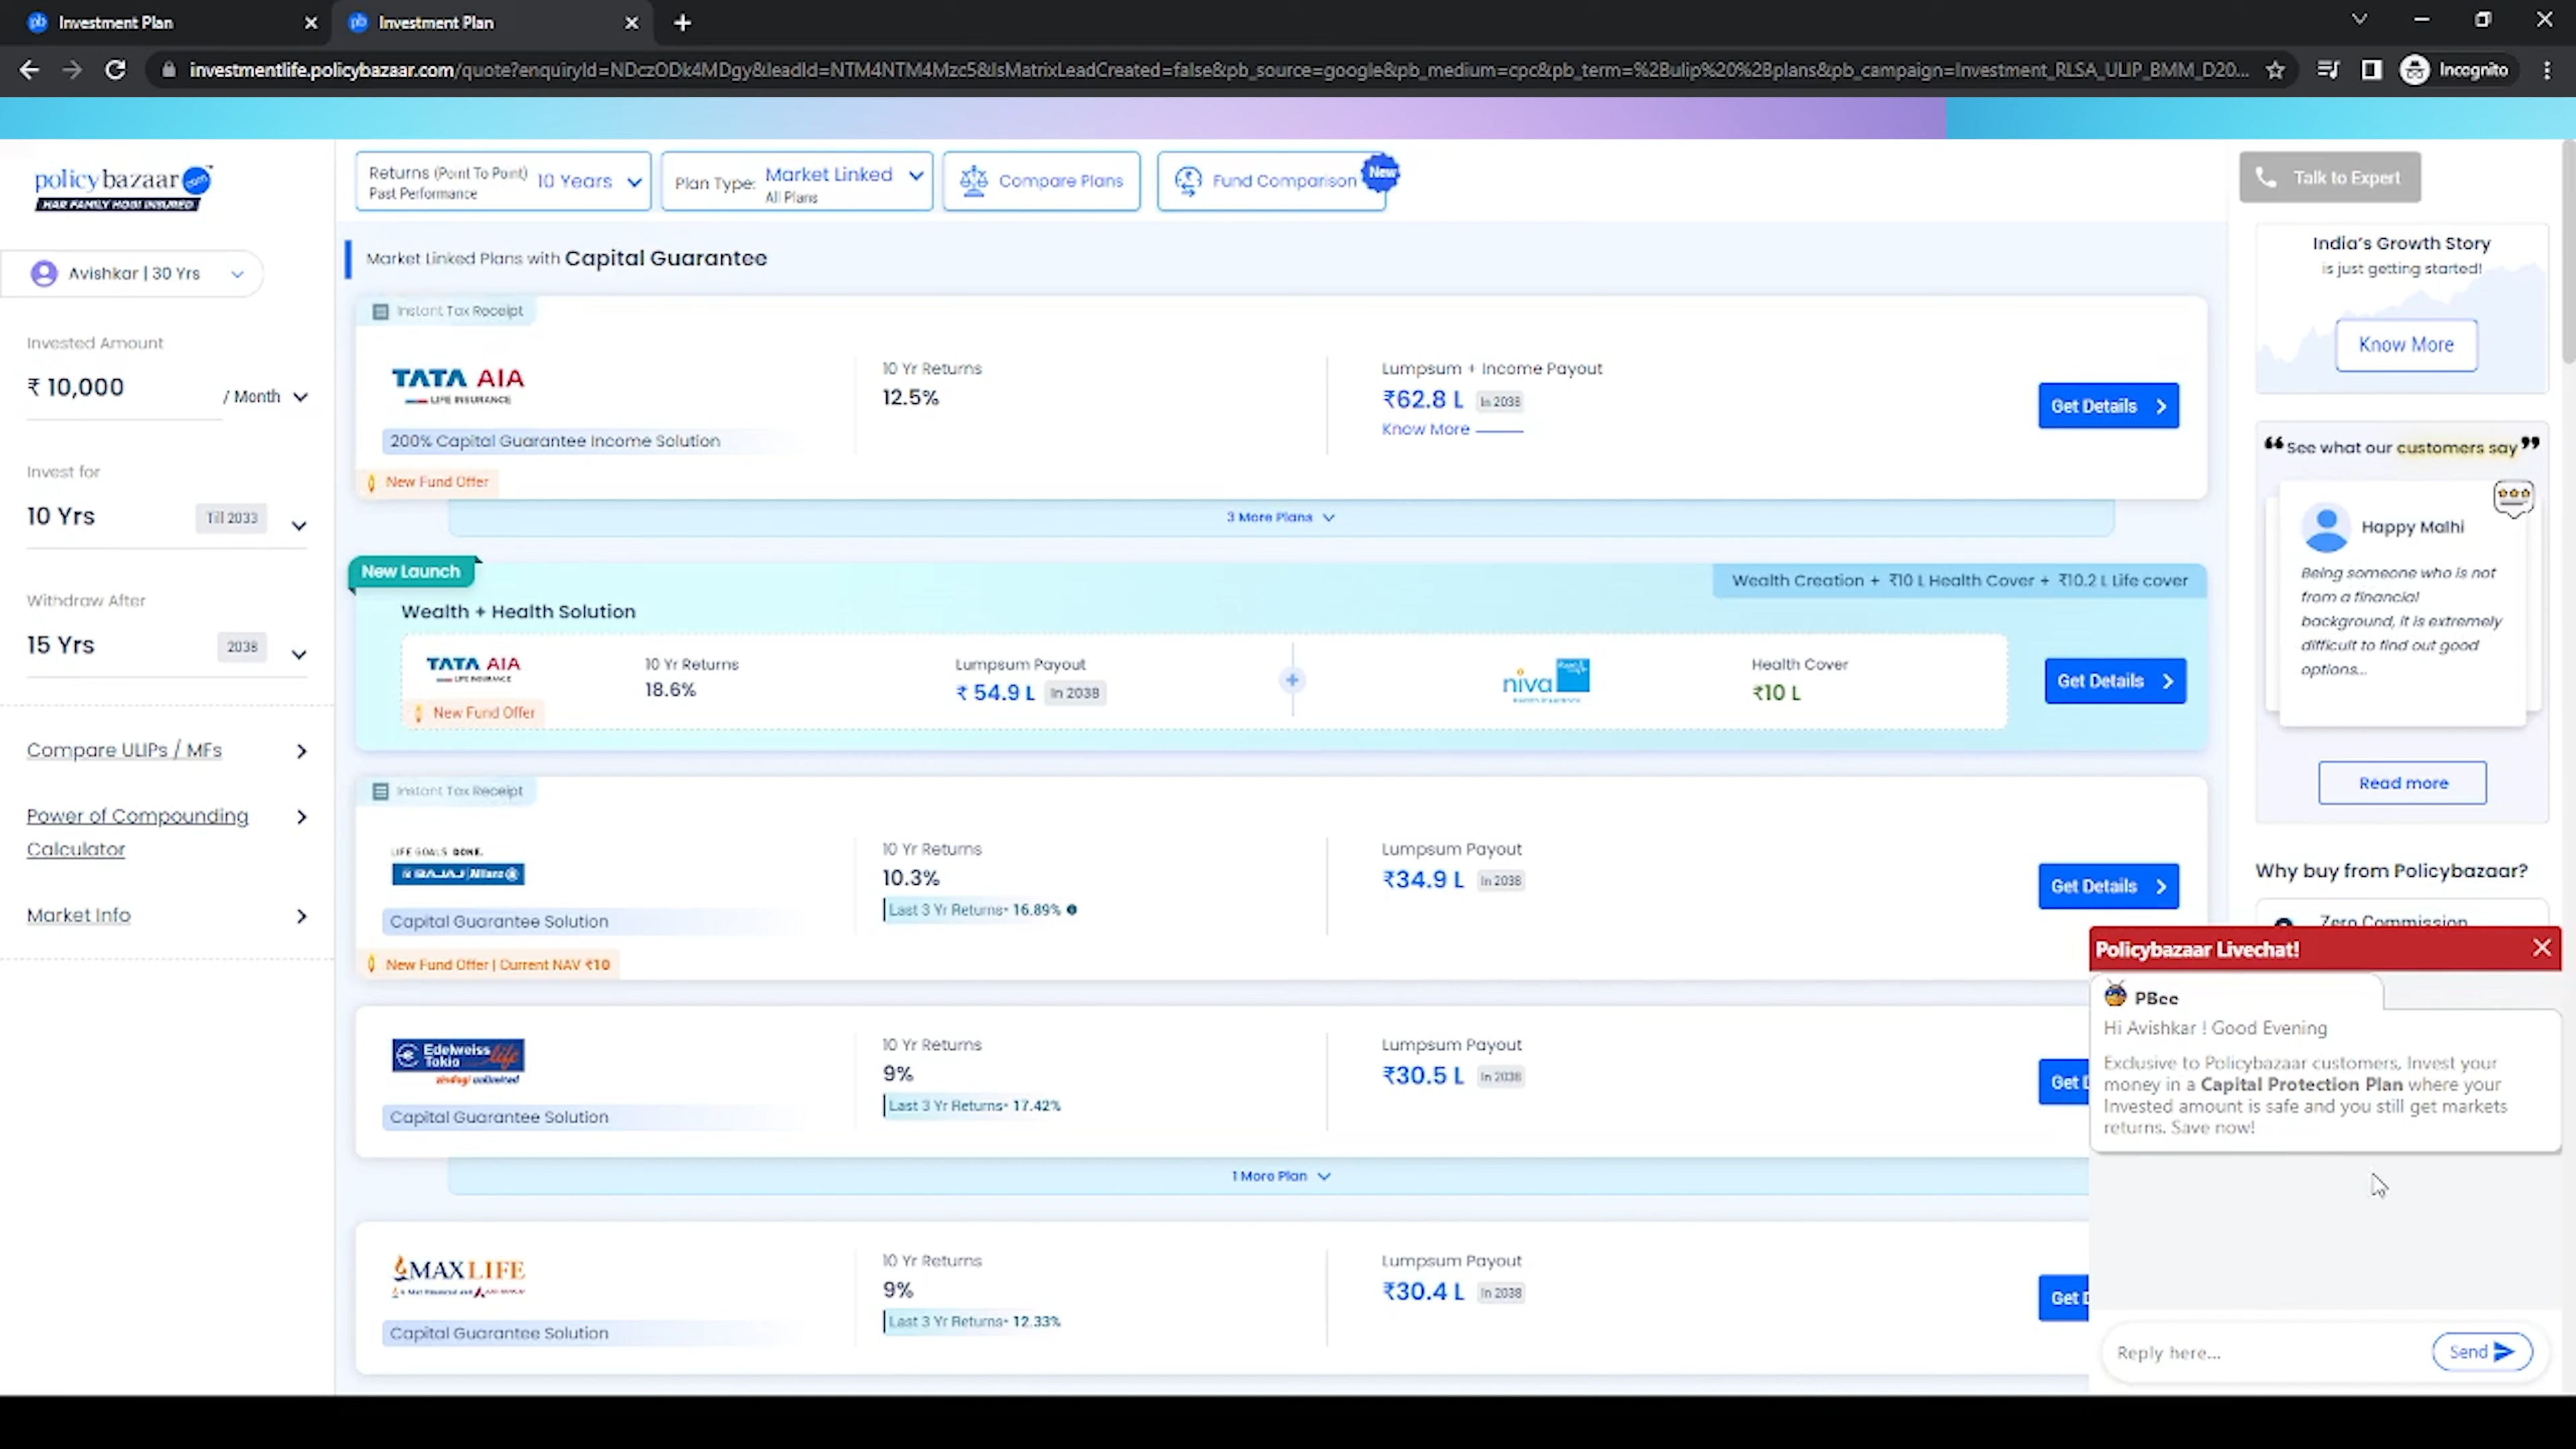 Investment Plan
Investment Plan
investmentlife.policybazaar.com/quote?enquiryId=NDczODk4MDgy&leadId=NTM4NTM4Mzc5&IsMatrixLeadCreated=false&pb_source=google&pb_medium=cpc&pb_term=%2Bulip%20%2Bplans&pb_campaign=Investment_RLSA_ULIP_BMM_D20...
Incognito
policybazaar.com
HAR FAMILY HOGI INSURED
Avishkar | 30 Yrs
Invested Amount
₹ 10,000
/ Month
Invest for
10 Yrs
Till 2033
Withdraw After
15 Yrs
2038
Compare ULIPs / MFs
Power of Compounding
Calculator
Market Info
Returns (Point To Point)
Past Performance
10 Years
Plan Type:
Market Linked
All Plans
Compare Plans
Fund Comparison
New
Market Linked Plans with Capital Guarantee
Instant Tax Receipt
TATA AIA
LIFE INSURANCE
200% Capital Guarantee Income Solution
New Fund Offer
10 Yr Returns
12.5%
Lumpsum + Income Payout
₹62.8 L In 2038
Know More
Get Details
3 More Plans
New Launch
Wealth Creation + ₹10 L Health Cover + ₹10.2 L Life cover
Wealth + Health Solution
TATA AIA
LIFE INSURANCE
New Fund Offer
10 Yr Returns
18.6%
Lumpsum Payout
₹ 54.9 L In 2038
niva
Health Cover
₹10 L
Get Details
Instant Tax Receipt
LIFE GOALS. DONE.
BAJAJ Allianz
Capital Guarantee Solution
New Fund Offer | Current NAV ₹10
10 Yr Returns
10.3%
Last 3 Yr Returns- 16.89%
Lumpsum Payout
₹34.9 L In 2038
Get Details
Edelweiss
Tokio life
zindagi unlimited
Capital Guarantee Solution
10 Yr Returns
9%
Last 3 Yr Returns- 17.42%
Lumpsum Payout
₹30.5 L In 2038
Get D
1 More Plan
MAX LIFE
Capital Guarantee Solution
10 Yr Returns
9%
Last 3 Yr Returns- 12.33%
Lumpsum Payout
₹30.4 L In 2038
Get D
Talk to Expert
India's Growth Story
is just getting started!
Know More
See what our customers say
Happy Malhi
Being someone who is not
from a financial
background, it is extremely
difficult to find out good
options...
Read more
Why buy from Policybazaar?
Zero Commission
Policybazaar Livechat!
PBee
Hi Avishkar ! Good Evening
Exclusive to Policybazaar customers, Invest your
money in a Capital Protection Plan where your
Invested amount is safe and you still get markets
returns. Save now!
Reply here...
Send